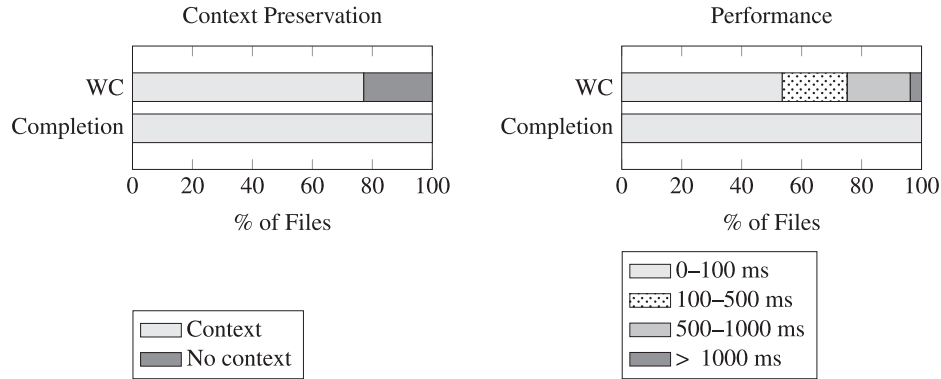 Context Preservation
WC
Completion
0 20 40 60 80 100
% of Files
Context
No context
Performance
WC
Completion
0 20 40 60 80 100
% of Files
0–100 ms
100–500 ms
500–1000 ms
> 1000 ms